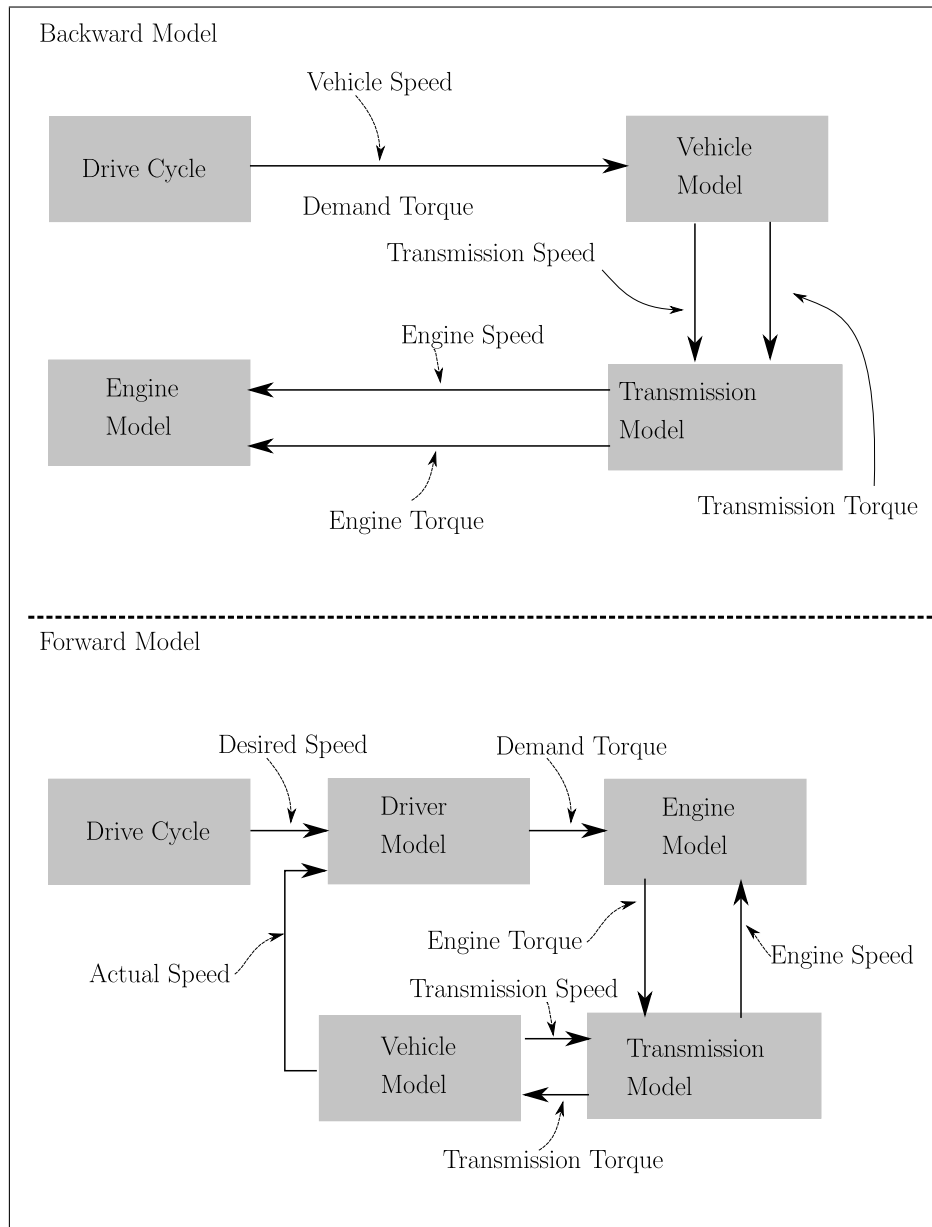 Backward Model
Vehicle Speed
Drive Cycle
Vehicle
Model
Demand Torque
Transmission Speed
Engine Speed
Engine
Model
Transmission
Model
Engine Torque
Transmission Torque
Forward Model
Desired Speed
Demand Torque
Drive Cycle
Driver
Model
Engine
Model
Engine Torque
Engine Speed
Actual Speed
Transmission Speed
Vehicle
Model
Transmission
Model
Transmission Torque